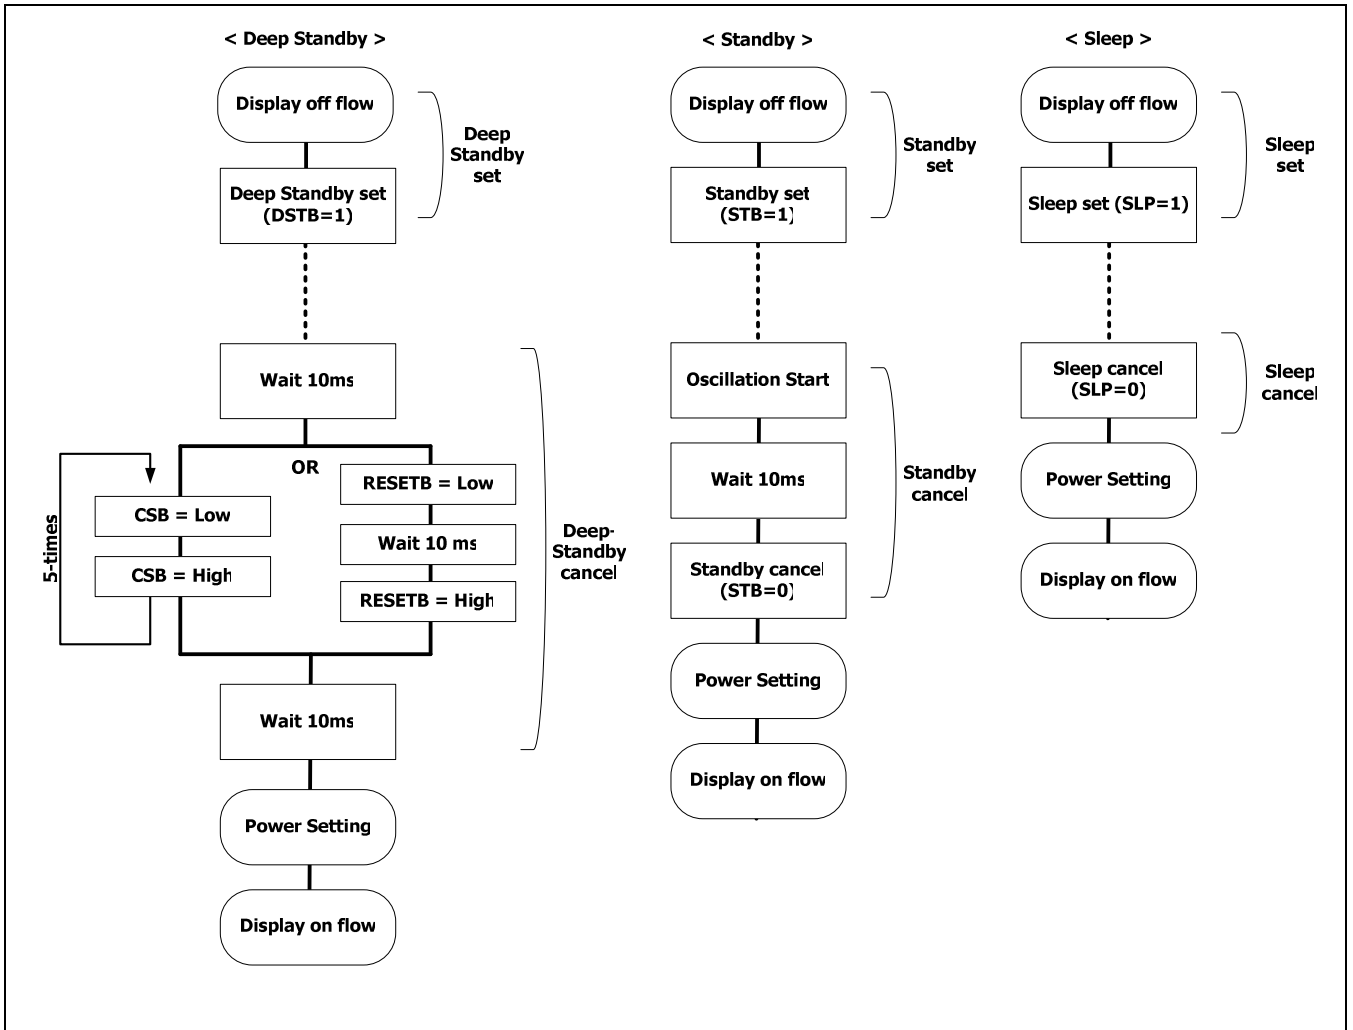 < Deep Standby >
Display off flow
Deep Standby set
(DSTB=1)
Deep
Standby
set
Wait 10ms
OR
5-times
CSB = Low
CSB = High
RESETB = Low
Wait 10 ms
RESETB = High
Wait 10ms
Deep-
Standby
cancel
Power Setting
Display on flow
< Standby >
Display off flow
Standby set
(STB=1)
Standby
set
Oscillation Start
Wait 10ms
Standby cancel
(STB=0)
Standby
cancel
Power Setting
Display on flow
< Sleep >
Display off flow
Sleep set (SLP=1)
Sleep
set
Sleep cancel
(SLP=0)
Sleep
cancel
Power Setting
Display on flow